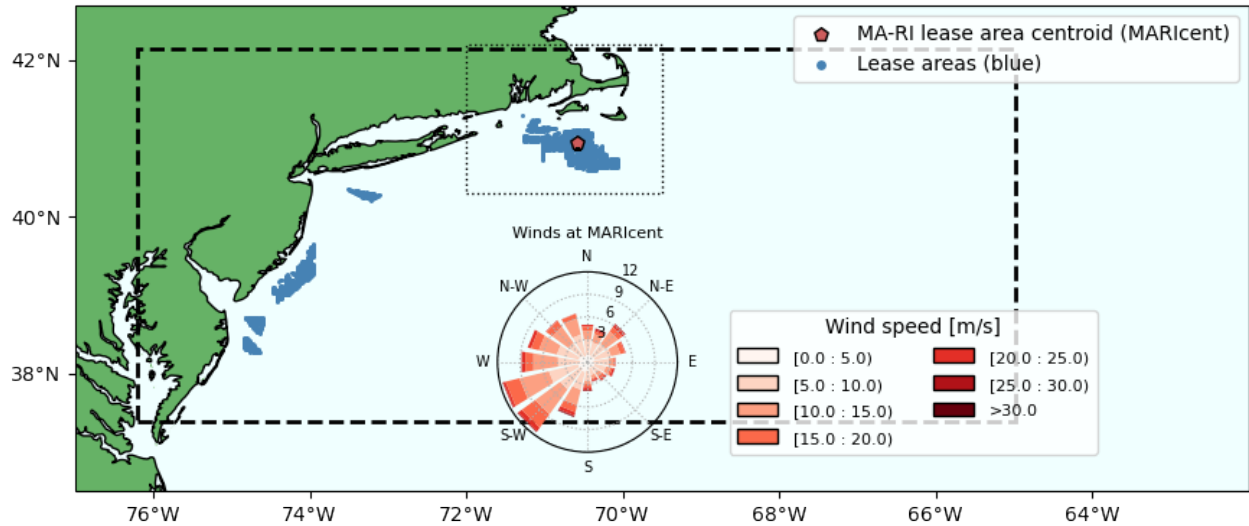 MA-RI lease area centroid (MARIcent)
Lease areas (blue)
42°N
40°N
38°N
Winds at MARIcent
N
N-E
E
S-E
S
S-W
W
N-W
12
9
6
3
Wind speed [m/s]
[0.0 : 5.0)
[5.0 : 10.0)
[10.0 : 15.0)
[15.0 : 20.0)
[20.0 : 25.0)
[25.0 : 30.0)
>30.0
76°W
74°W
72°W
70°W
68°W
66°W
64°W